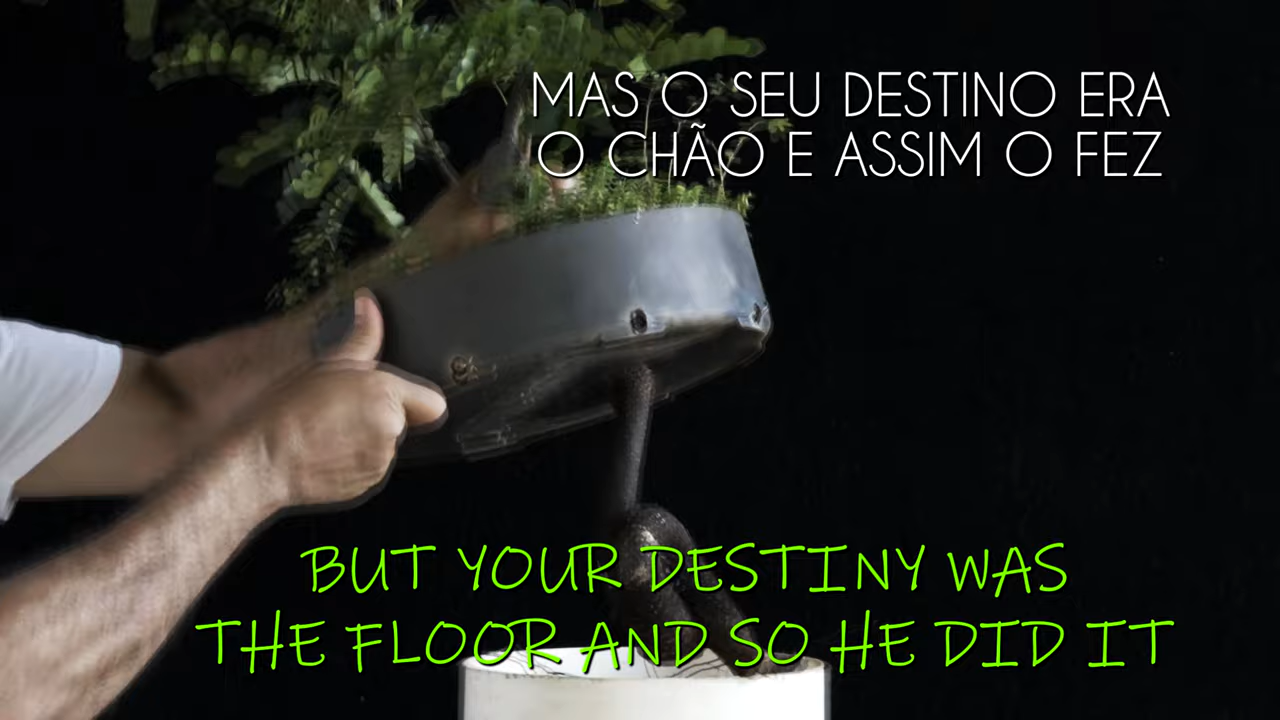 MAS O SEU DESTINO ERA
O CHÃO E ASSIM O FEZ
BUT YOUR DESTINY WAS
THE FLOOR AND SO HE DID IT